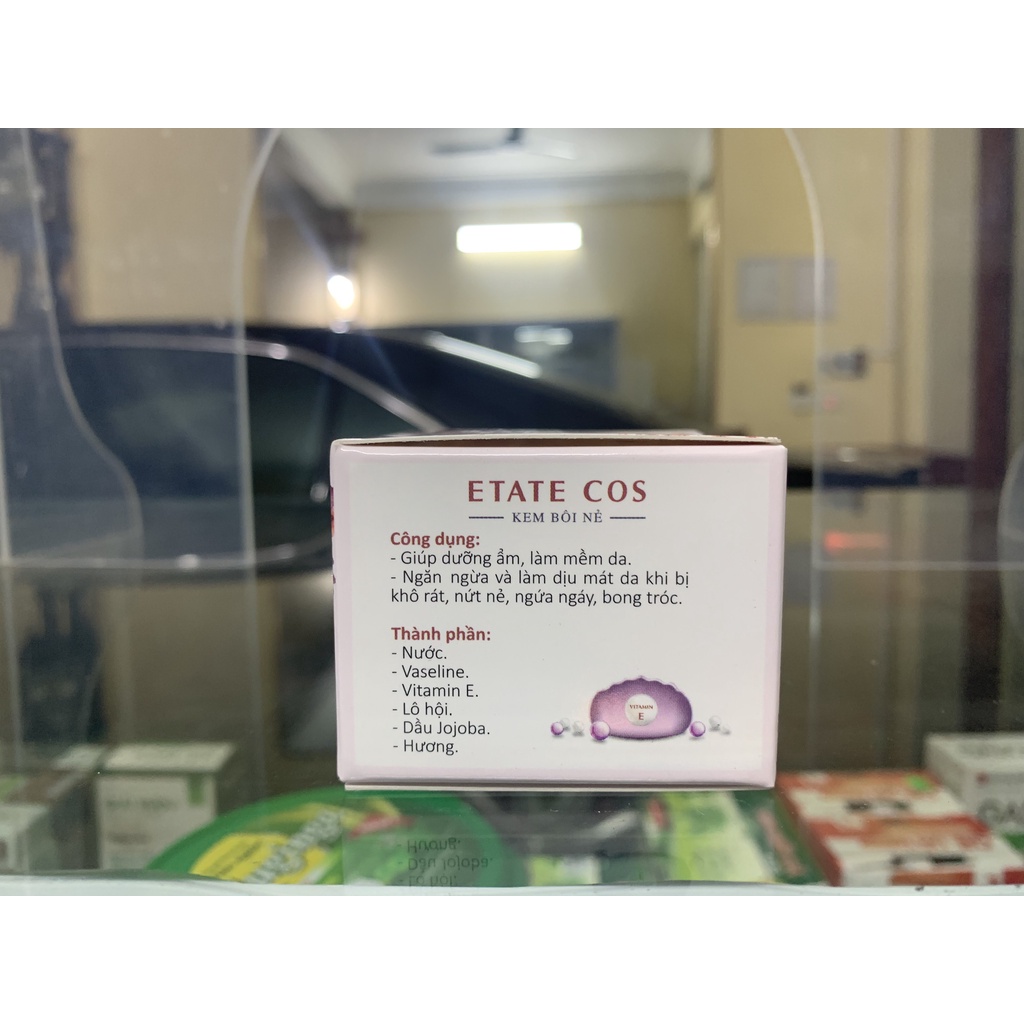 ETATE COS
KEM BÔI NẺ
Công dụng:
- Giúp dưỡng ẩm, làm mềm da.
- Ngăn ngừa và làm dịu mát da khi bị
khô rát, nứt nẻ, ngứa ngáy, bong tróc.
Thành phần:
- Nước.
- Vaseline.
- Vitamin E.
- Lô hội.
- Dầu Jojoba.
- Hương.
VITAMIN
E